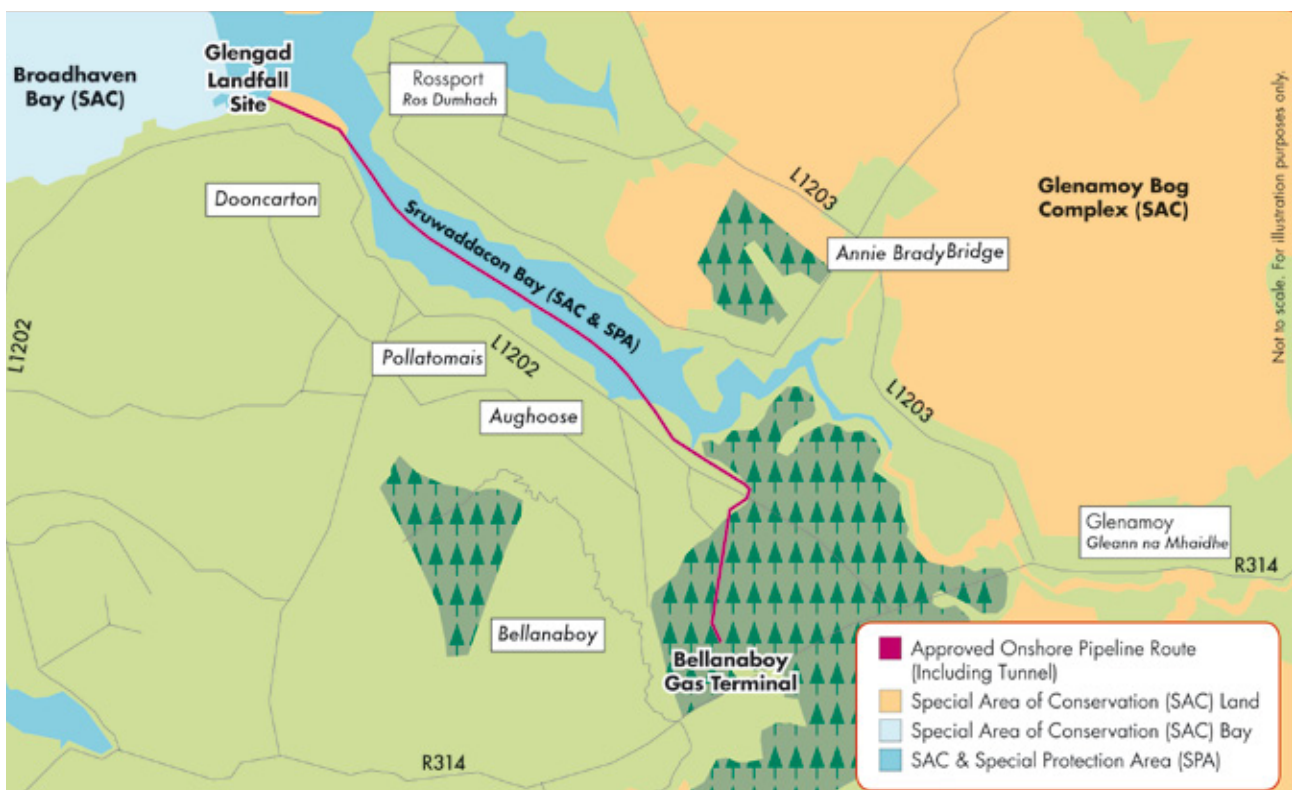 Broadhaven
Bay (SAC)
Glengad
Landfall
Site
Rossport
Ros Dumhach
L1203
Glenamoy Bog
Complex (SAC)
Not to scale. For illustration purposes only.
Dooncarton
Sruwaddacon Bay (SAC & SPA)
Annie Brady Bridge
L1202
Pollatomais
L1202
Aughoose
L1203
Glenamoy
Gleann na Mhaidhe
R314
Bellanaboy
Bellanaboy
Gas Terminal
R314
Approved Onshore Pipeline Route
(Including Tunnel)
Special Area of Conservation (SAC) Land
Special Area of Conservation (SAC) Bay
SAC & Special Protection Area (SPA)